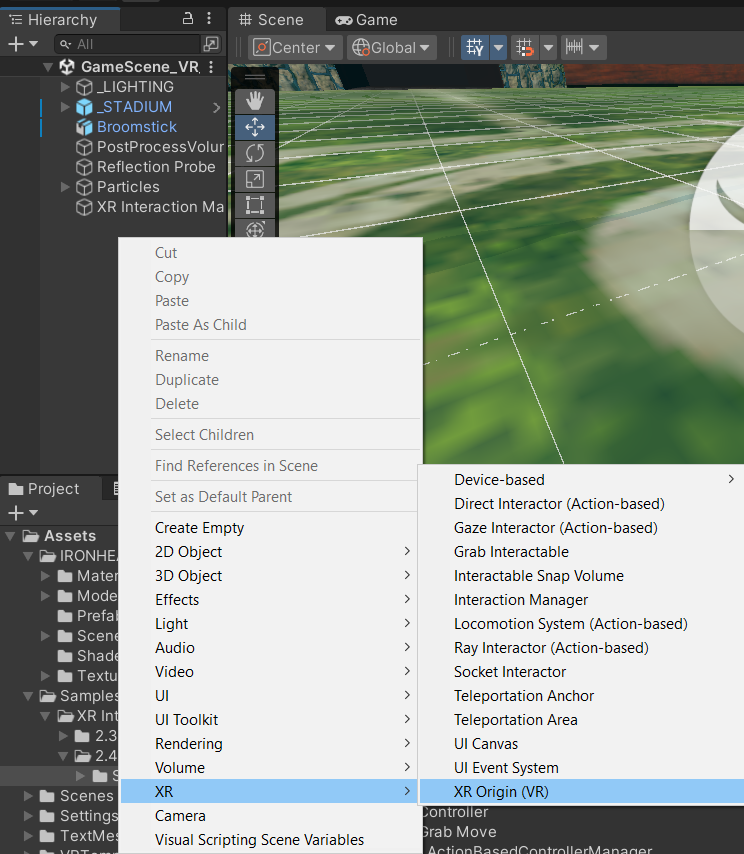 Hierarchy
Scene
Game
All
Center
Global
GameScene_VR
_LIGHTING
_STADIUM
Broomstick
PostProcessVolur
Reflection Probe
Particles
XR Interaction Ma
Cut
Copy
Paste
Paste As Child
Rename
Duplicate
Delete
Select Children
Find References in Scene
Set as Default Parent
Create Empty
2D Object
3D Object
Effects
Light
Audio
Video
UI
UI Toolkit
Rendering
Volume
XR
Camera
Visual Scripting Scene Variables
Device-based
Direct Interactor (Action-based)
Gaze Interactor (Action-based)
Grab Interactable
Interactable Snap Volume
Interaction Manager
Locomotion System (Action-based)
Ray Interactor (Action-based)
Socket Interactor
Teleportation Anchor
Teleportation Area
UI Canvas
UI Event System
XR Origin (VR)
Project
Assets
IRONHEA
Mater
Mode
Prefab
Scene
Shade
Textu
Samples
XR Int
2.3
2.4
S
Scenes
Settings
TextMes
VRTempl
Controller
Grab Move
ActionBasedControllerManager